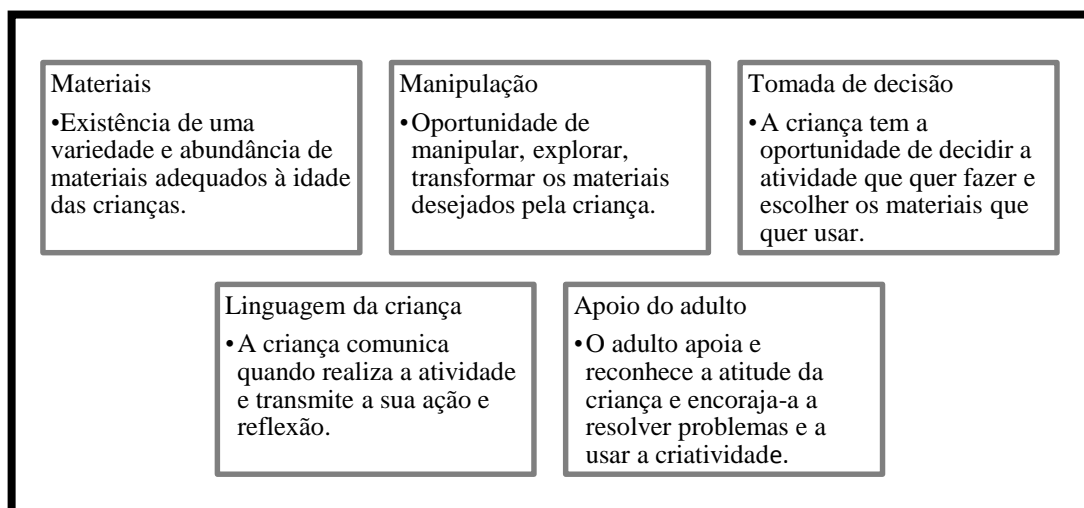 Materiais
•Existência de uma
variedade e abundância de
materiais adequados à idade
das crianças.
Manipulação
•Oportunidade de
manipular, explorar,
transformar os materiais
desejados pela criança.
Tomada de decisão
•A criança tem a
oportunidade de decidir a
atividade que quer fazer e
escolher os materiais que
quer usar.
Linguagem da criança
•A criança comunica
quando realiza a atividade
e transmite a sua ação e
reflexão.
Apoio do adulto
•O adulto apoia e
reconhece a atitude da
criança e encoraja-a a
resolver problemas e a
usar a criatividade.